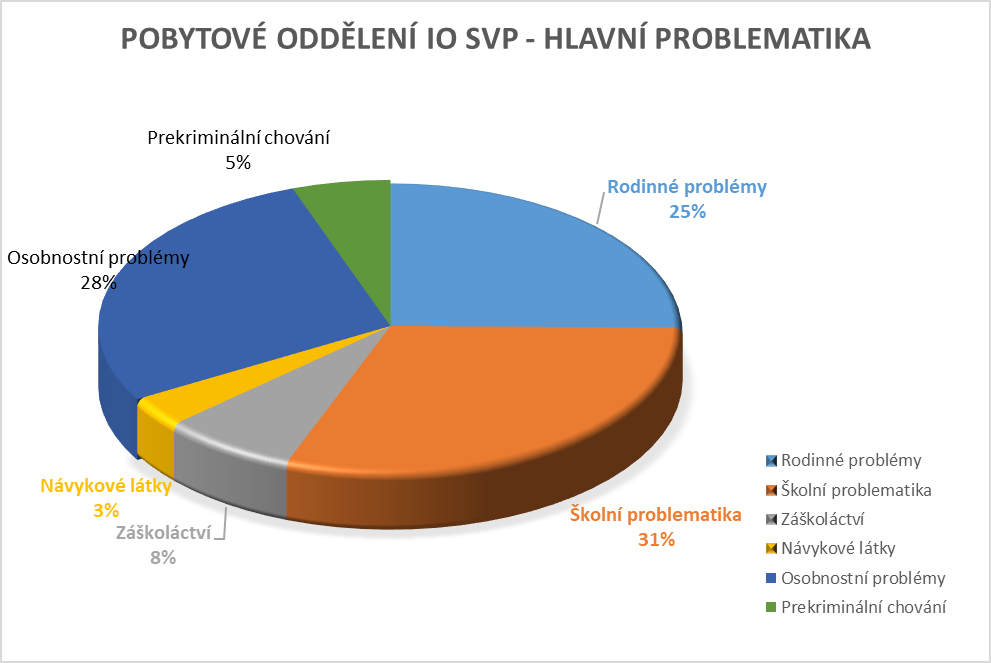 POBYTOVÉ ODDĚLENÍ IO SVP - HLAVNÍ PROBLEMATIKA
Prekriminální chování
5%
Rodinné problémy
25%
Osobnostní problémy
28%
Návykové látky
3%
Záškoláctví
8%
Školní problematika
31%
Rodinné problémy
Školní problematika
Záškoláctví
Návykové látky
Osobnostní problémy
Prekriminální chování